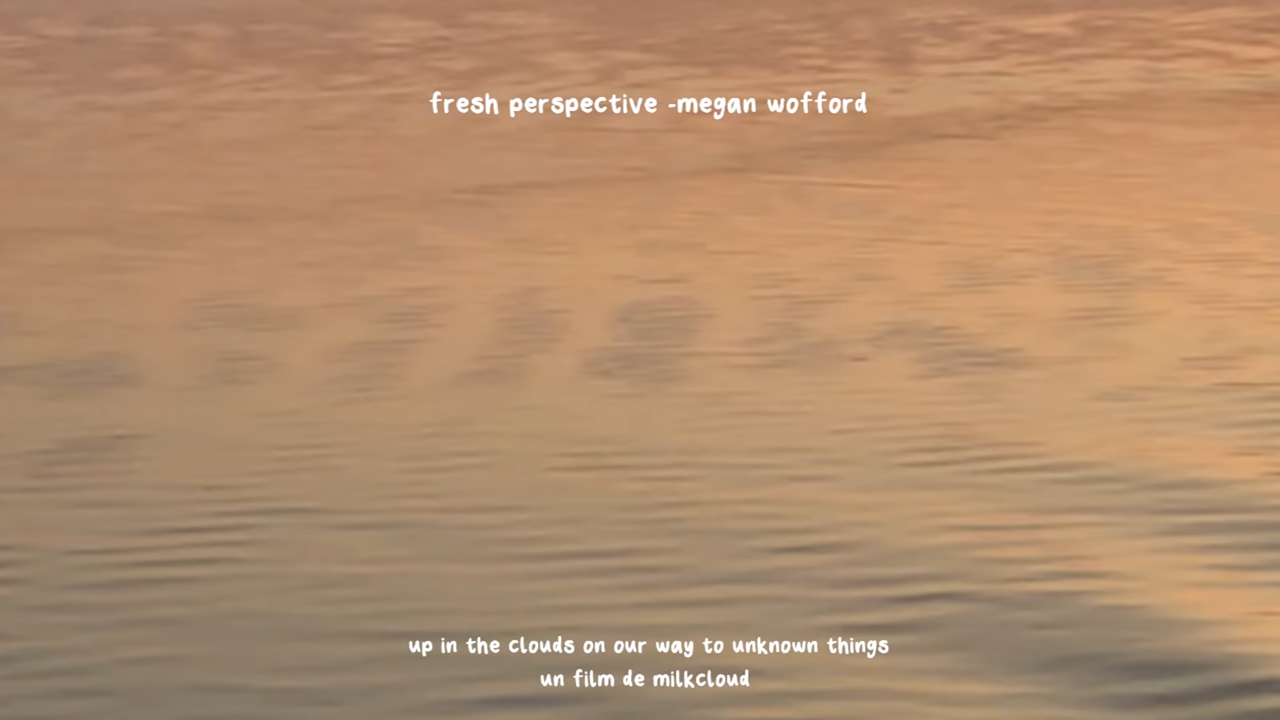 fresh perspective -megan wofford
up in the clouds on our way to unknown things
un film de milkcloud